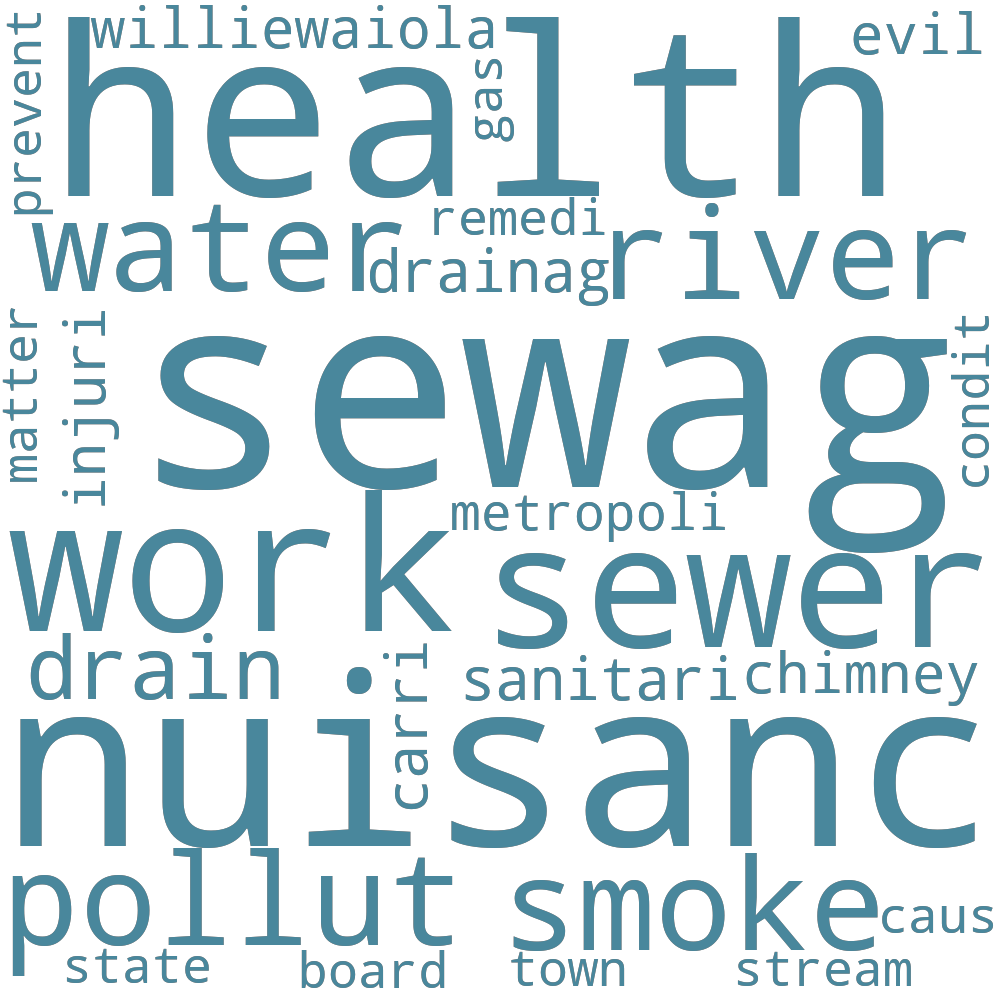 williewaiola
evil
prevent
health
gas
water
remedi
drainag
river
matter
injuri
sewag
condit
work
metropoli
sewer
drain
carri
sanitari
chimney
nuisanc
pollut
smoke
caus
state
board
town
stream